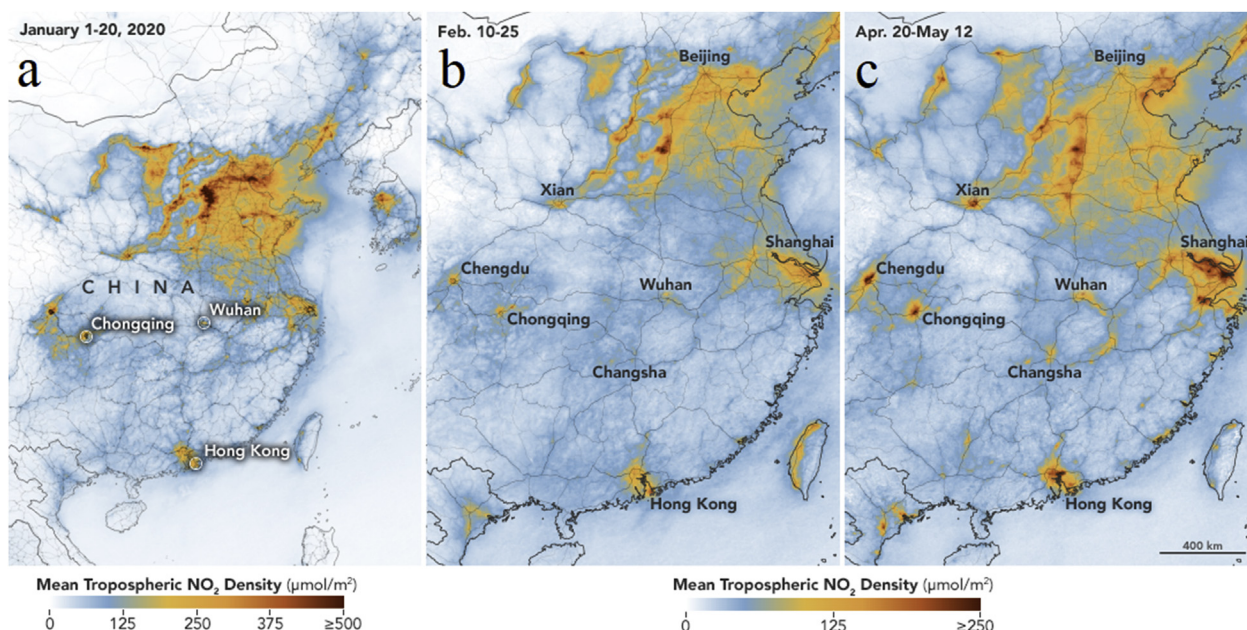 January 1-20, 2020
a
CHINA
Chongqing
Wuhan
Hong Kong
Feb. 10-25
b
Beijing
Xian
Shanghai
Chengdu
Wuhan
Chongqing
Changsha
Hong Kong
Apr. 20-May 12
c
Beijing
Xian
Shanghai
Chengdu
Wuhan
Chongqing
Changsha
Hong Kong
400 km
Mean Tropospheric NO₂ Density (μmol/m²)
0 125 250 375 ≥500
Mean Tropospheric NO₂ Density (μmol/m²)
0 125 ≥250